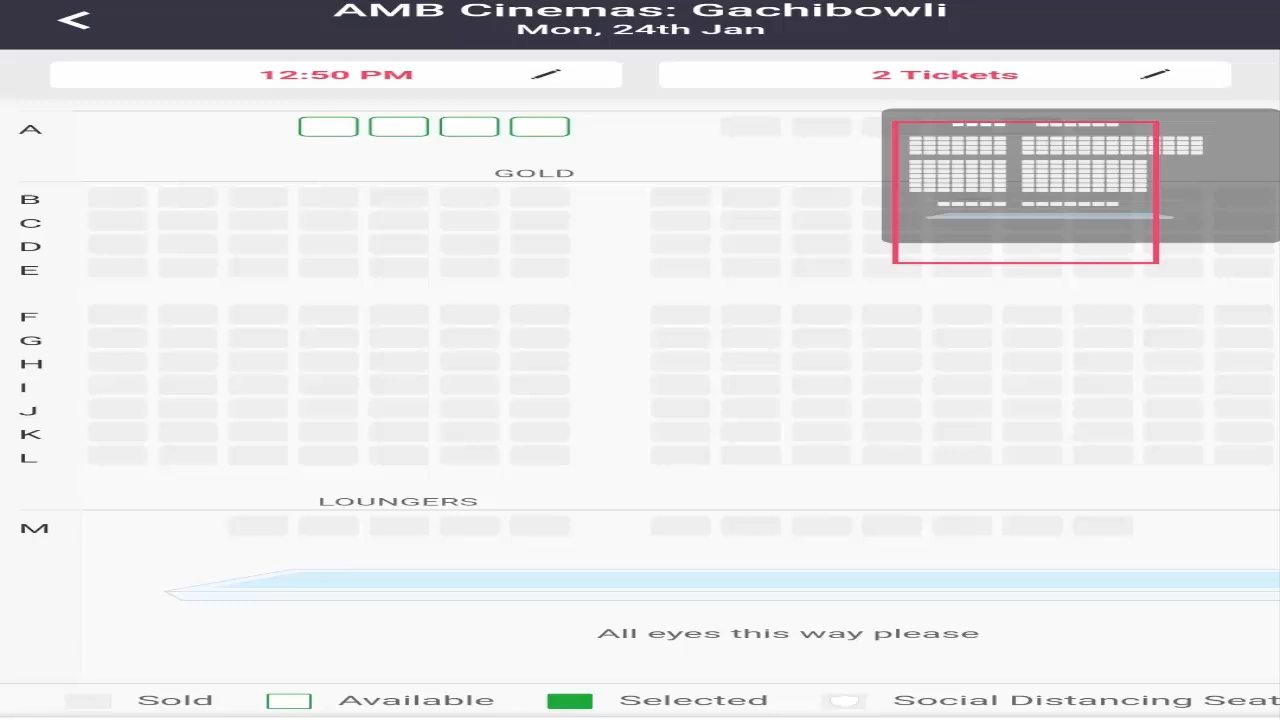 AMB Cinemas: Gachibowli
Mon, 24th Jan
12:50 PM
2 Tickets
A
GOLD
B
C
D
E
F
G
H
I
J
K
L
LOUNGERS
M
All eyes this way please
Sold Available Selected Social Distancing Seat